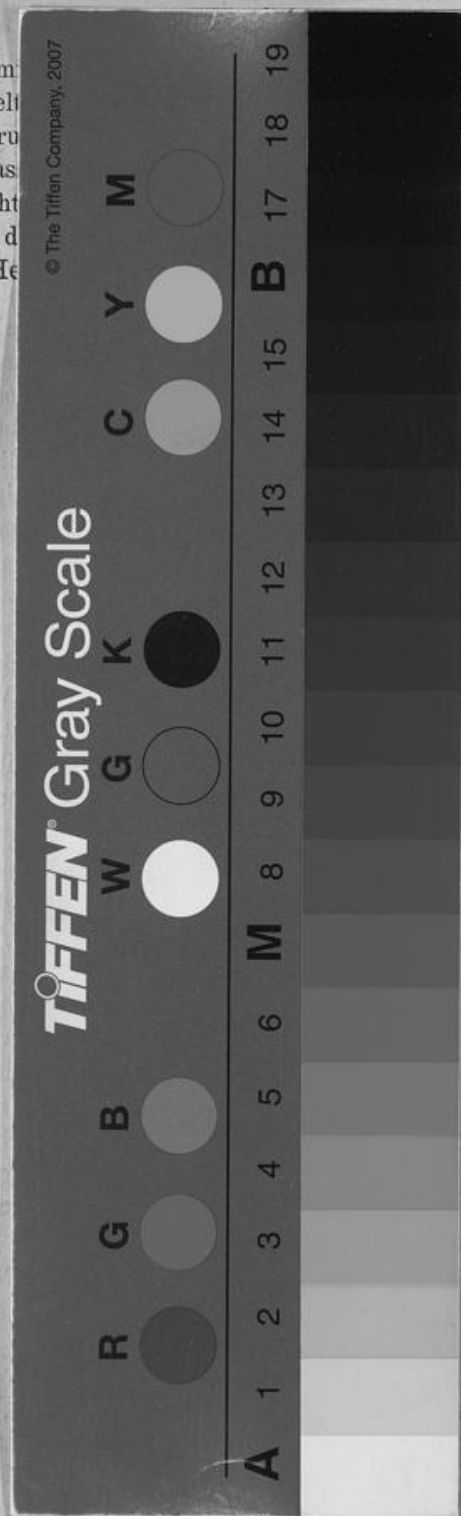 © The Tiffen Company, 2007
TIFFEN® Gray Scale
R G B W G K C Y M
A 1 2 3 4 5 6 M 8 9 10 11 12 13 14 15 B 17 18 19